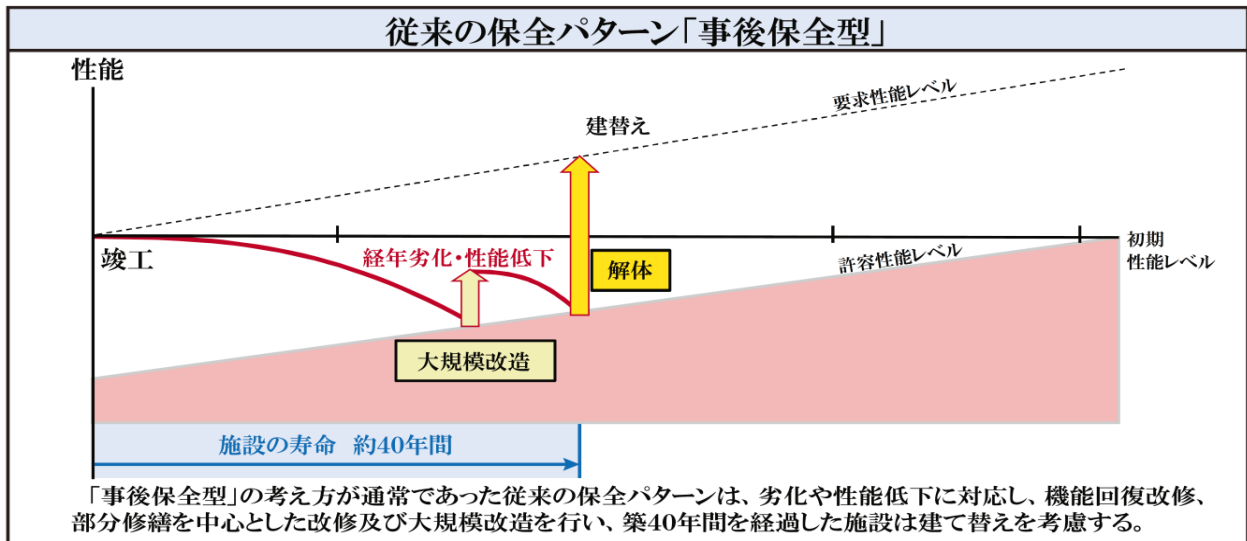 従来の保全パターン「事後保全型」
性能
要求性能レベル
建替え
竣工
経年劣化・性能低下
解体
許容性能レベル
初期
性能レベル
大規模改造
施設の寿命 約40年間
「事後保全型」の考え方が通常であった従来の保全パターンは、劣化や性能低下に対応し、機能回復改修、
部分修繕を中心とした改修及び大規模改造を行い、築40年間を経過した施設は建て替えを考慮する。